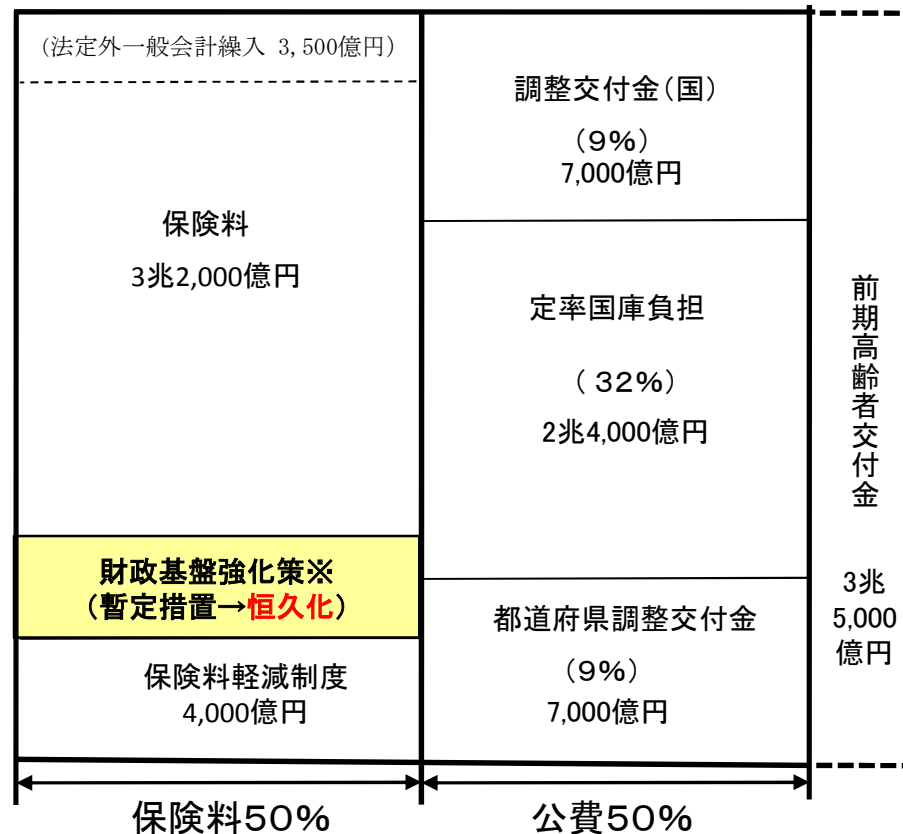 (法定外一般会計繰入 3,500億円)
保険料
3兆2,000億円
財政基盤強化策※
(暫定措置→恒久化)
保険料軽減制度
4,000億円
調整交付金(国)
(9%)
7,000億円
定率国庫負担
(32%)
2兆4,000億円
都道府県調整交付金
(9%)
7,000億円
前期高齢者交付金
3兆
5,000
億円
保険料50%
公費50%